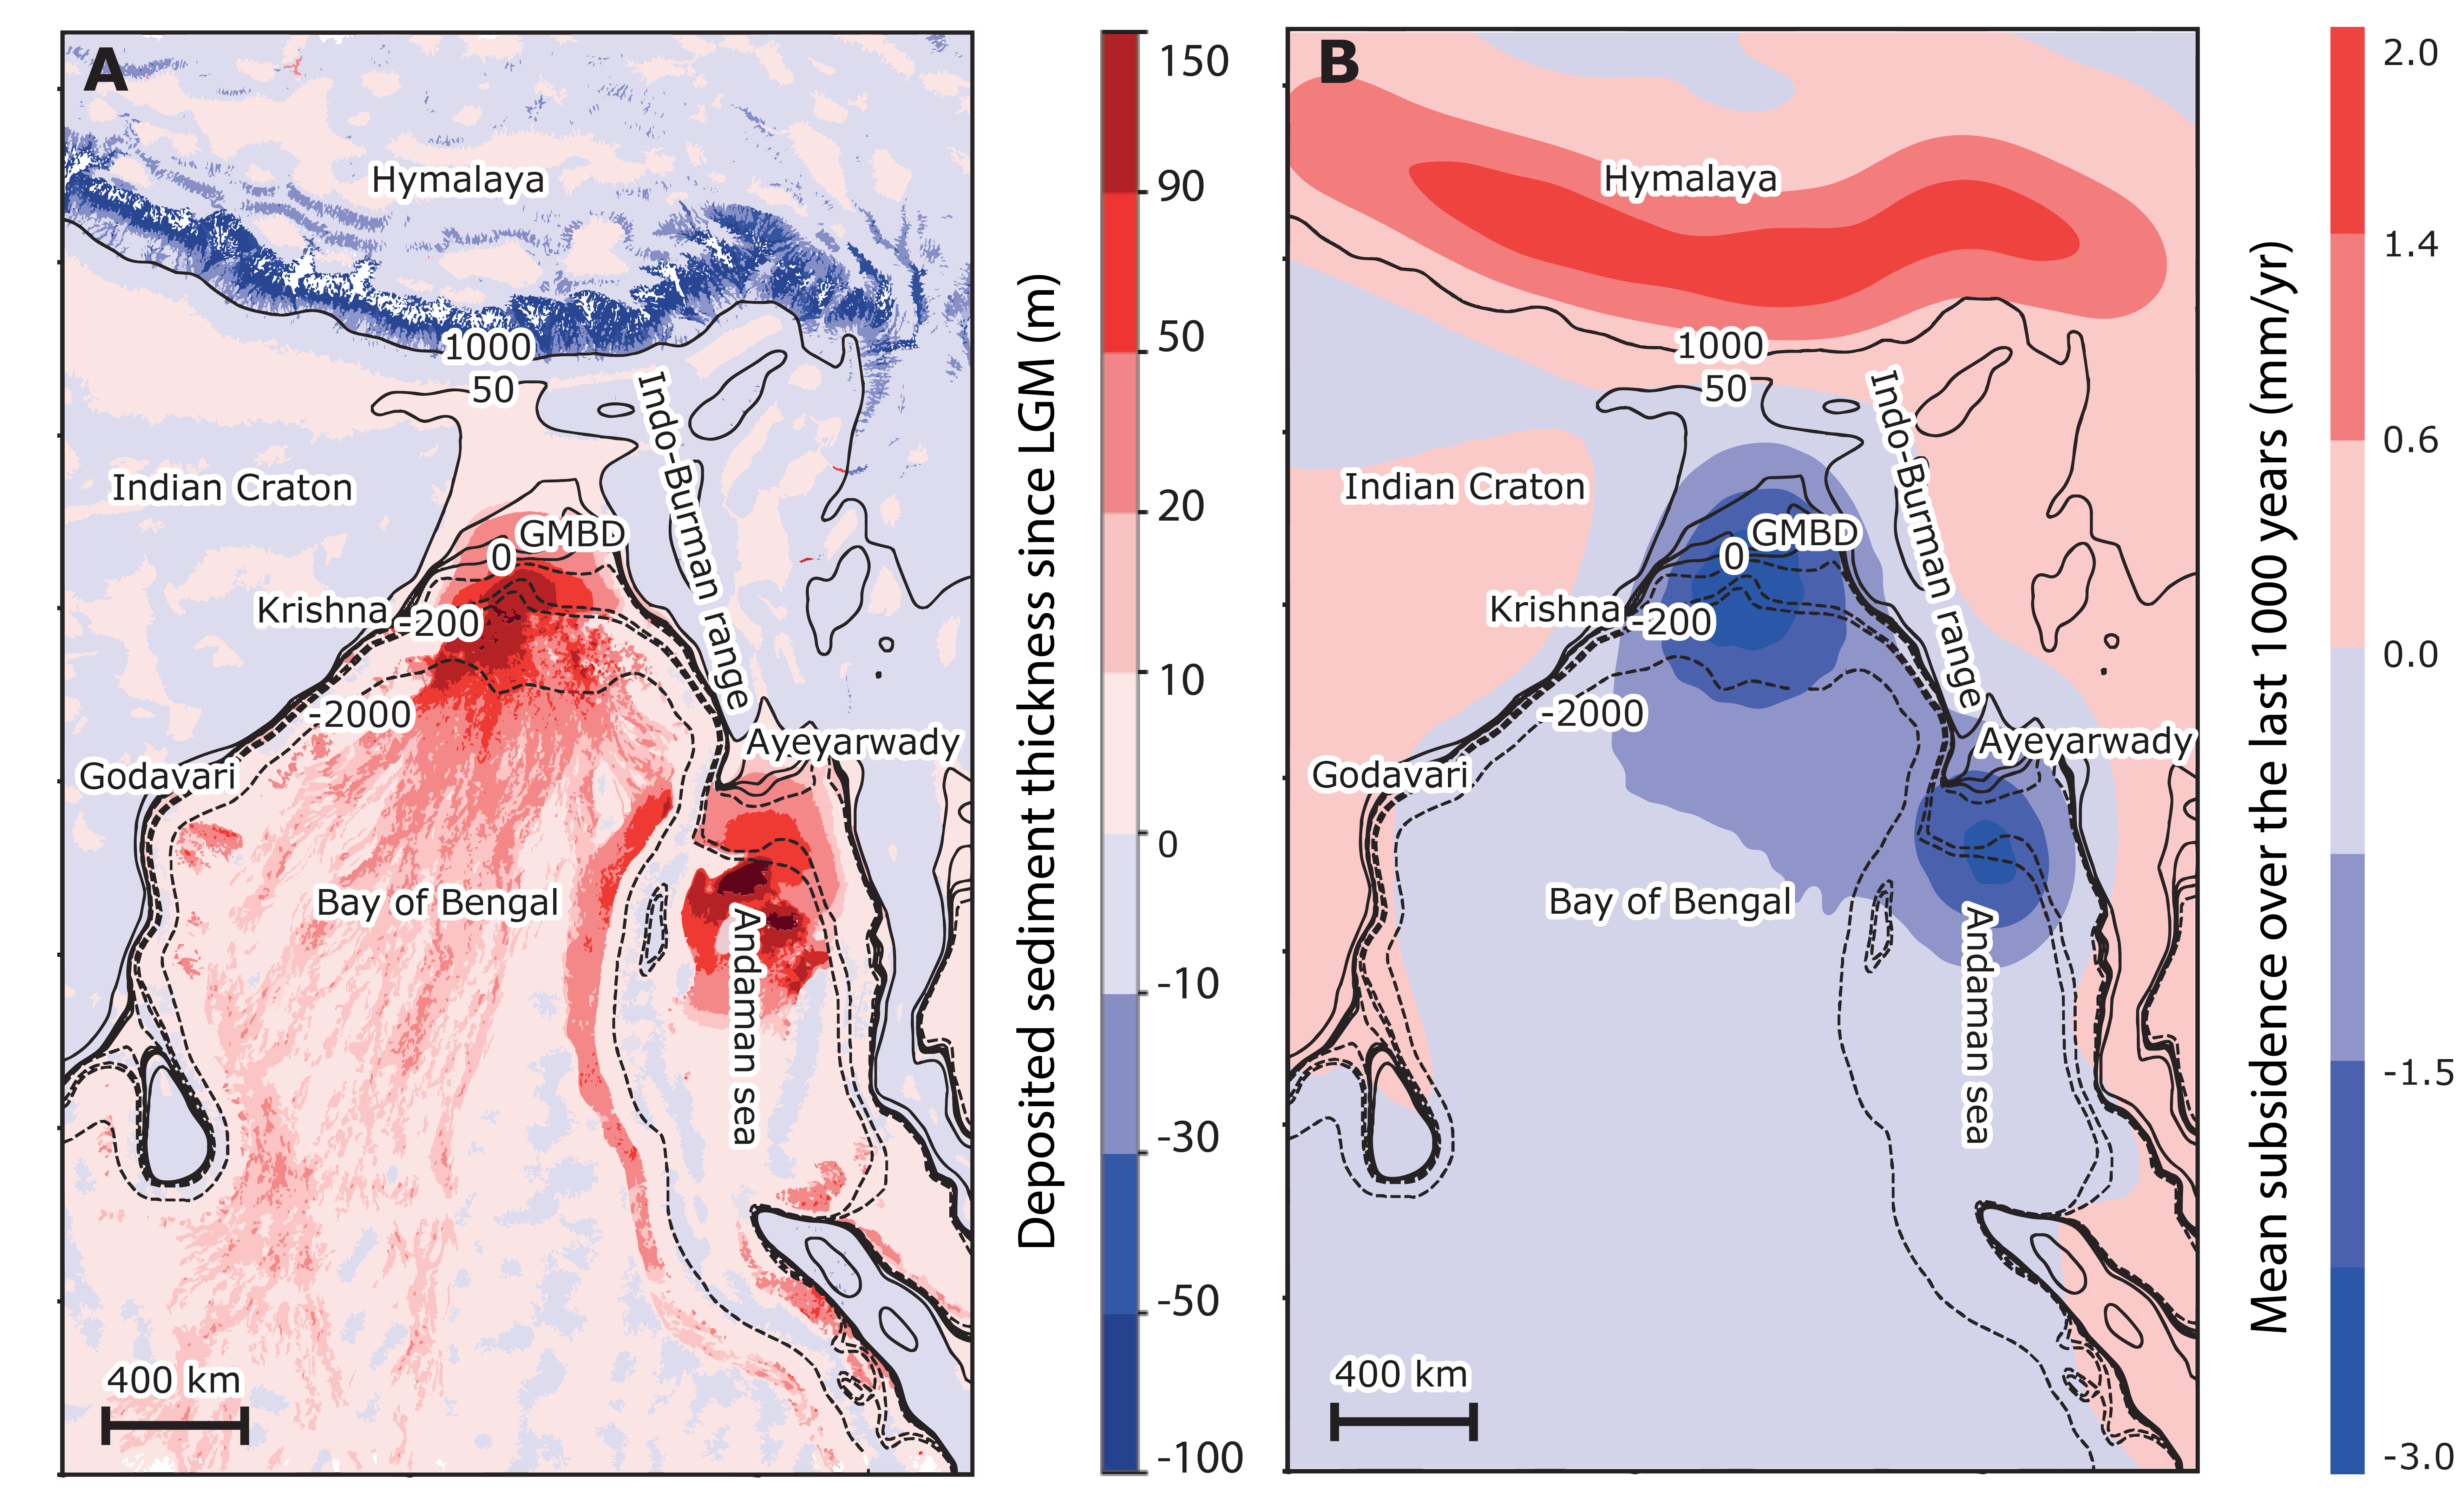 A
Hymalaya
1000
50
Indian Craton
Indo-Burman range
GMBD
0
Krishna
-200
-2000
Ayeyarwady
Godavari
Bay of Bengal
Andaman sea
400 km
Deposited sediment thickness since LGM (m)
150
90
50
20
10
0
-10
-30
-50
-100
B
Hymalaya
1000
50
Indian Craton
Indo-Burman range
GMBD
0
Krishna
-200
-2000
Ayeyarwady
Godavari
Bay of Bengal
Andaman sea
400 km
Mean subsidence over the last 1000 years (mm/yr)
2.0
1.4
0.6
0.0
-1.5
-3.0